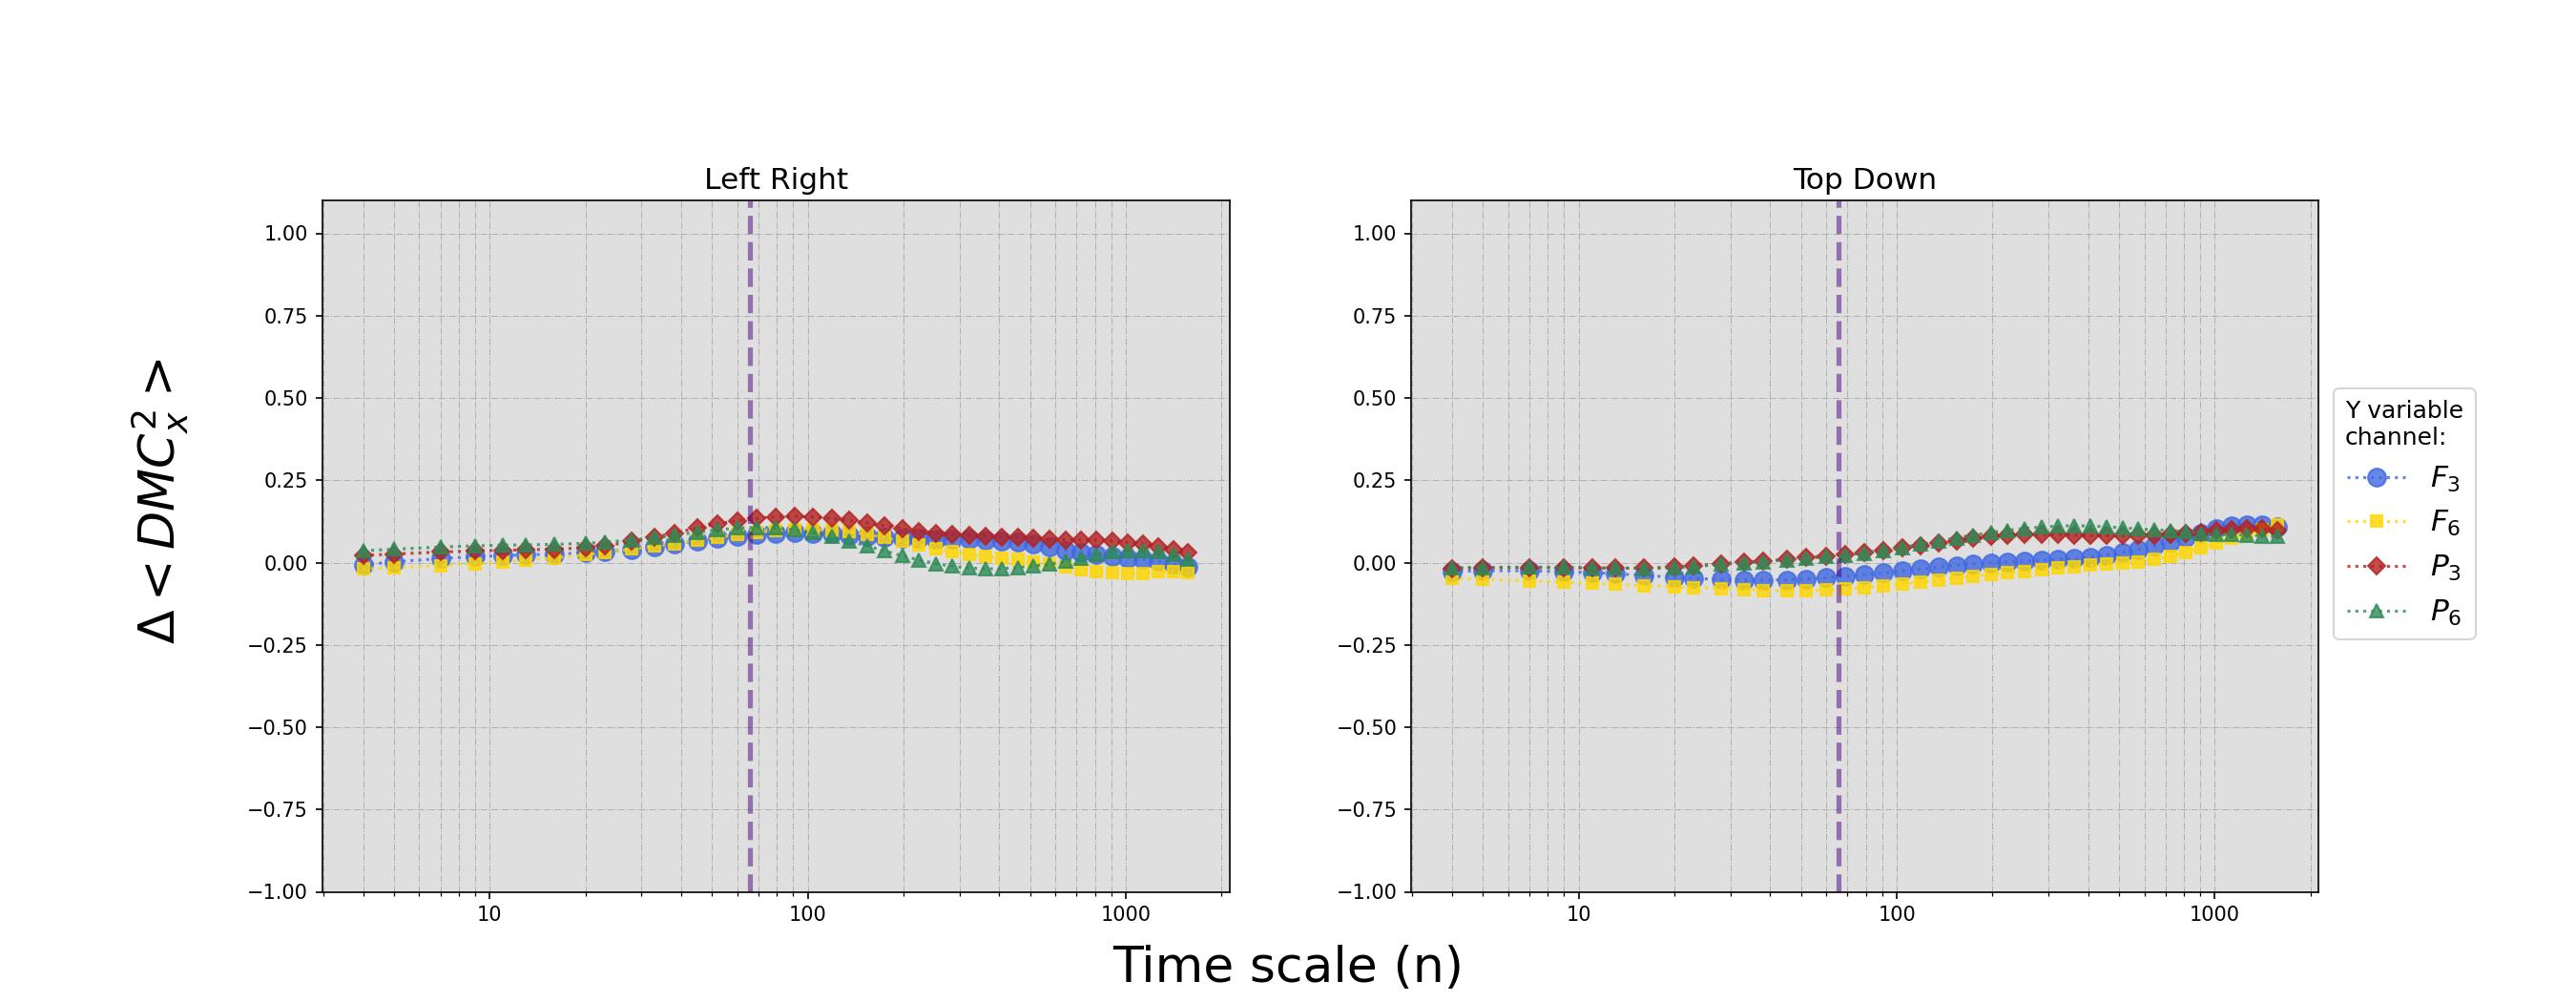 Left Right
Top Down
1.00
0.75
0.50
0.25
0.00
−0.25
−0.50
−0.75
−1.00
10 100 1000
1.00
0.75
0.50
0.25
0.00
−0.25
−0.50
−0.75
−1.00
10 100 1000
Δ < DMC²ₓ >
Time scale (n)
Y variable
channel:
F₃
F₆
P₃
P₆